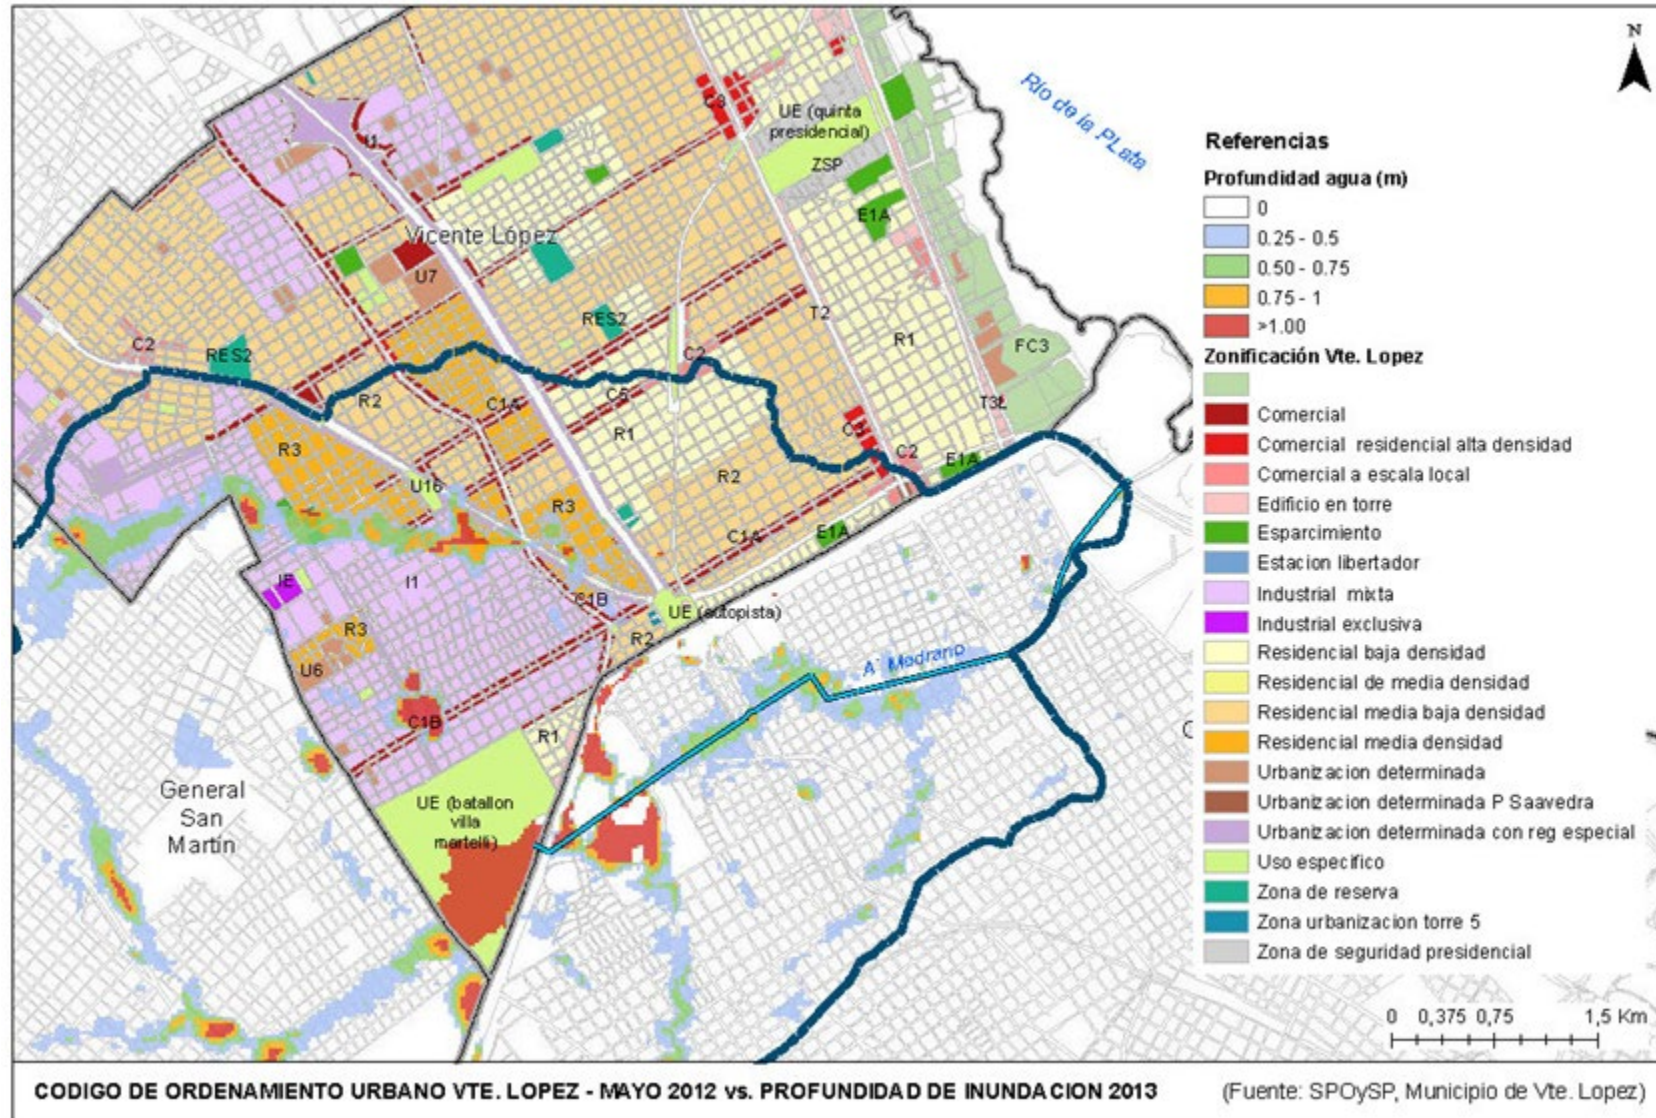 N
Río de la PLata
C3
UE (quinta
presidencial)
ZSP
I1
E1A
Vicente López
U7
RES2
T2
R1
FC3
C2
RES2
C2
R2
C1A
C5
R1
T3L
C3
C2
E1A
R3
U16
R2
R3
C1A
E1A
IE
I1
C1B
UE (autopista)
R3
R2
U6
A° Medrano
C1B
R1
General
San
Martín
UE (batallon
villa
martelli)
C
Referencias
Profundidad agua (m)
0
0.25 - 0.5
0.50 - 0.75
0.75 - 1
>1.00
Zonificación Vte. Lopez
Comercial
Comercial residencial alta densidad
Comercial a escala local
Edificio en torre
Esparcimiento
Estacion libertador
Industrial mixta
Industrial exclusiva
Residencial baja densidad
Residencial de media densidad
Residencial media baja densidad
Residencial media densidad
Urbanizacion determinada
Urbanizacion determinada P Saavedra
Urbanizacion determinada con reg especial
Uso especifico
Zona de reserva
Zona urbanizacion torre 5
Zona de seguridad presidencial
0 0,375 0,75 1,5 Km
CODIGO DE ORDENAMIENTO URBANO VTE. LOPEZ - MAYO 2012 vs. PROFUNDIDAD DE INUNDACION 2013 (Fuente: SPOySP, Municipio de Vte. Lopez)